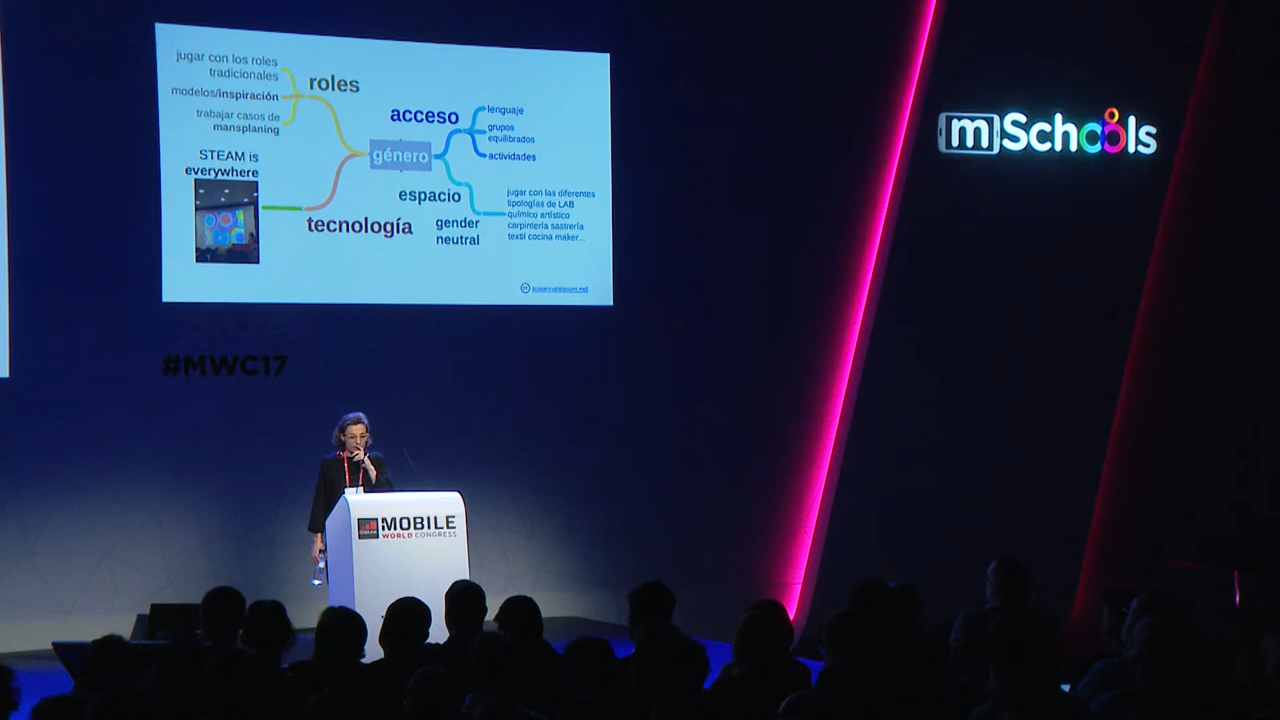 jugar con los roles
tradicionales
modelos/inspiración
trabajar casos de
mansplaning
roles
STEAM is
everywhere
tecnología
género
acceso
lenguaje
grupos
equilibrados
actividades
espacio
gender
neutral
jugar con las diferentes
tipologías de LAB
químico artístico
carpintería sastrería
textil cocina maker...
cc
#MWC17
mSchools
GSMA
MOBILE
WORLD CONGRESS